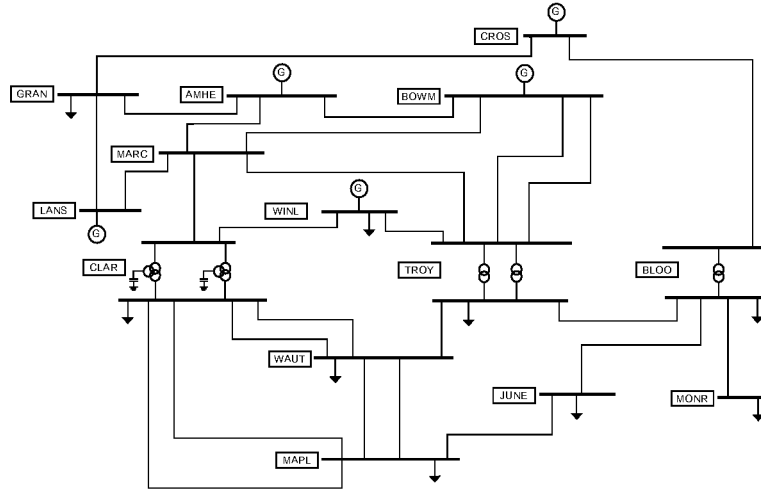 G
CROS
GRAN
AMHE
G
BOWM
G
MARC
LANS
G
WINL
G
CLAR
TROY
BLOO
WAUT
JUNE
MONR
MAPL